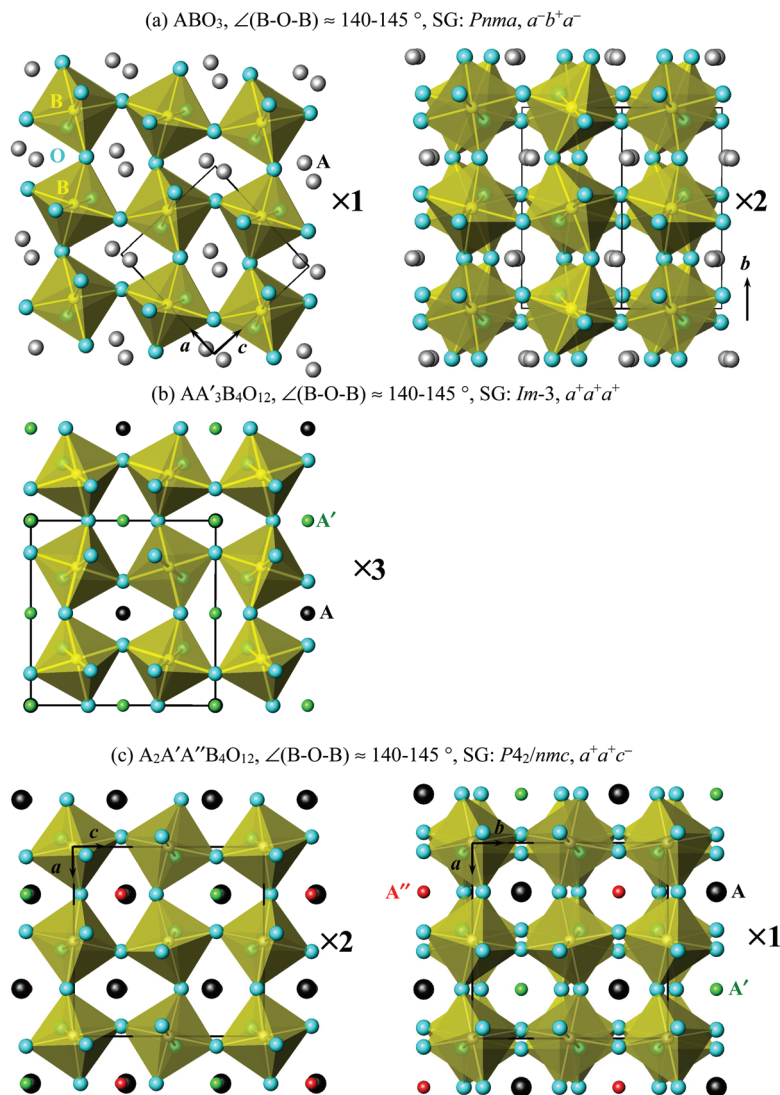 (a) ABO₃, ∠(B-O-B) ≈ 140-145 °, SG: Pnma, a⁻b⁺a⁻
B
O
B
A
×1
a
c
×2
b
(b) AA′₃B₄O₁₂, ∠(B-O-B) ≈ 140-145 °, SG: Im-3, a⁺a⁺a⁺
A′
×3
A
(c) A₂A′A″B₄O₁₂, ∠(B-O-B) ≈ 140-145 °, SG: P4₂/nmc, a⁺a⁺c⁻
c
a
×2
b
a
A″
A
×1
A′